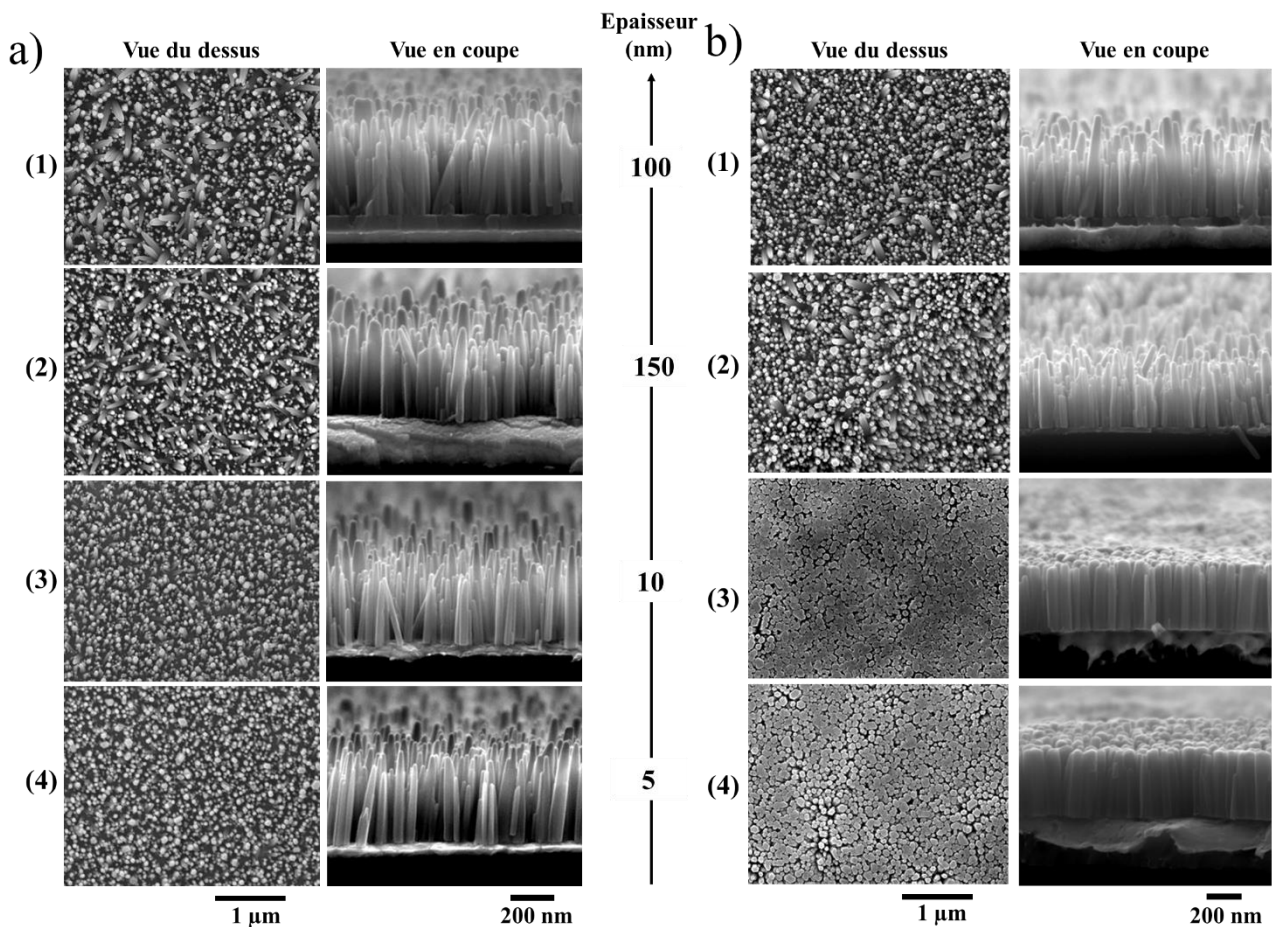 a)
Vue du dessus
Vue en coupe
Epaisseur
(nm)
b)
Vue du dessus
Vue en coupe
(1)
100
(1)
(2)
150
(2)
(3)
10
(3)
(4)
5
(4)
1 µm
200 nm
1 µm
200 nm